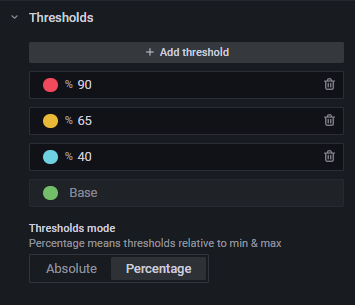 Thresholds
+ Add threshold
% 90
% 65
% 40
Base
Thresholds mode
Percentage means thresholds relative to min & max
Absolute Percentage